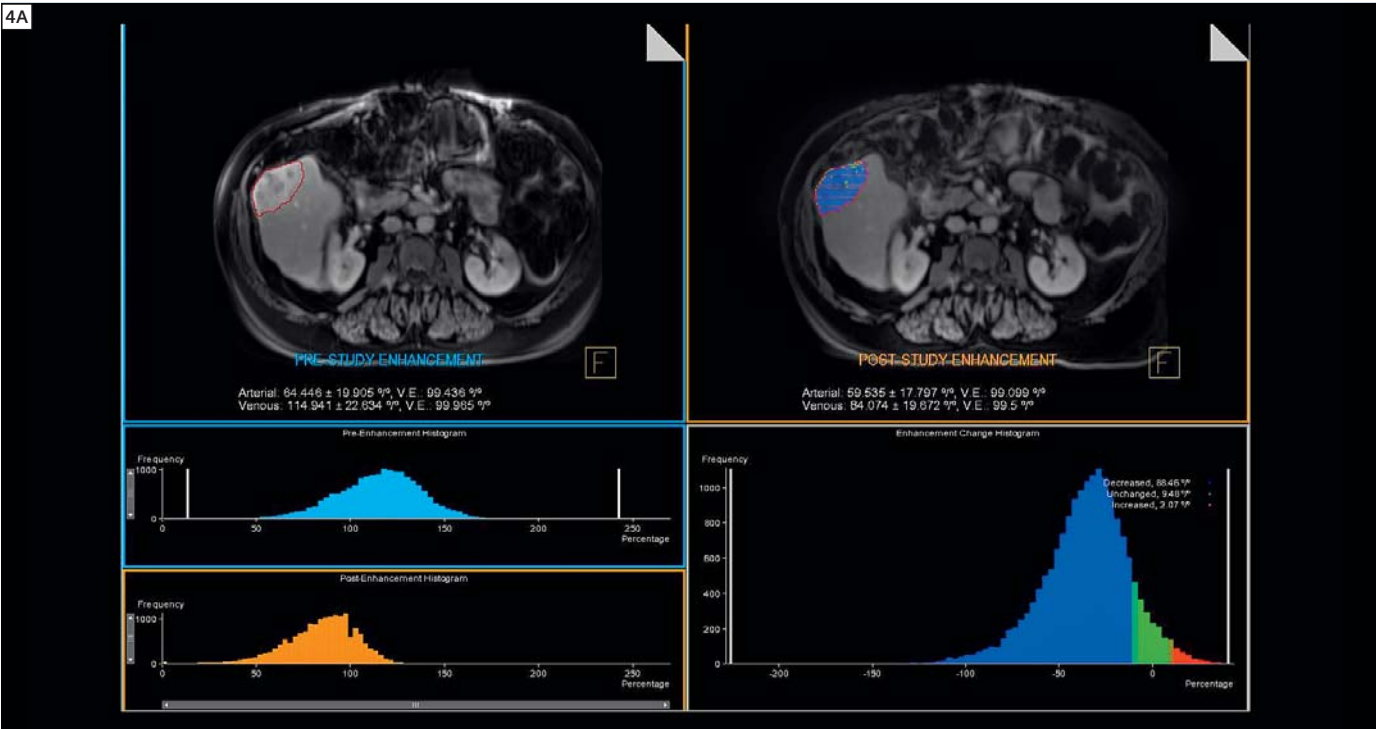 4A
PRE-STUDY ENHANCEMENT
F
Arterial: 64.446 ± 19.905 %, V.E.: 99.436 %
Venous: 114.941 ± 22.634 %, V.E.: 99.965 %
POST-STUDY ENHANCEMENT
F
Arterial: 59.535 ± 17.797 %, V.E.: 99.099 %
Venous: 84.074 ± 19.672 %, V.E.: 99.5 %
Pre-Enhancement Histogram
Frequency
1000
0
0 50 100 150 200 250
Percentage
Post-Enhancement Histogram
Frequency
1000
0
0 50 100 150 200 250
Percentage
Enhancement Change Histogram
Frequency
Decreased, 88.46 %
Unchanged, 9.48 %
Increased, 2.07 %
1000
800
600
400
200
0
-200 -150 -100 -50 0
Percentage